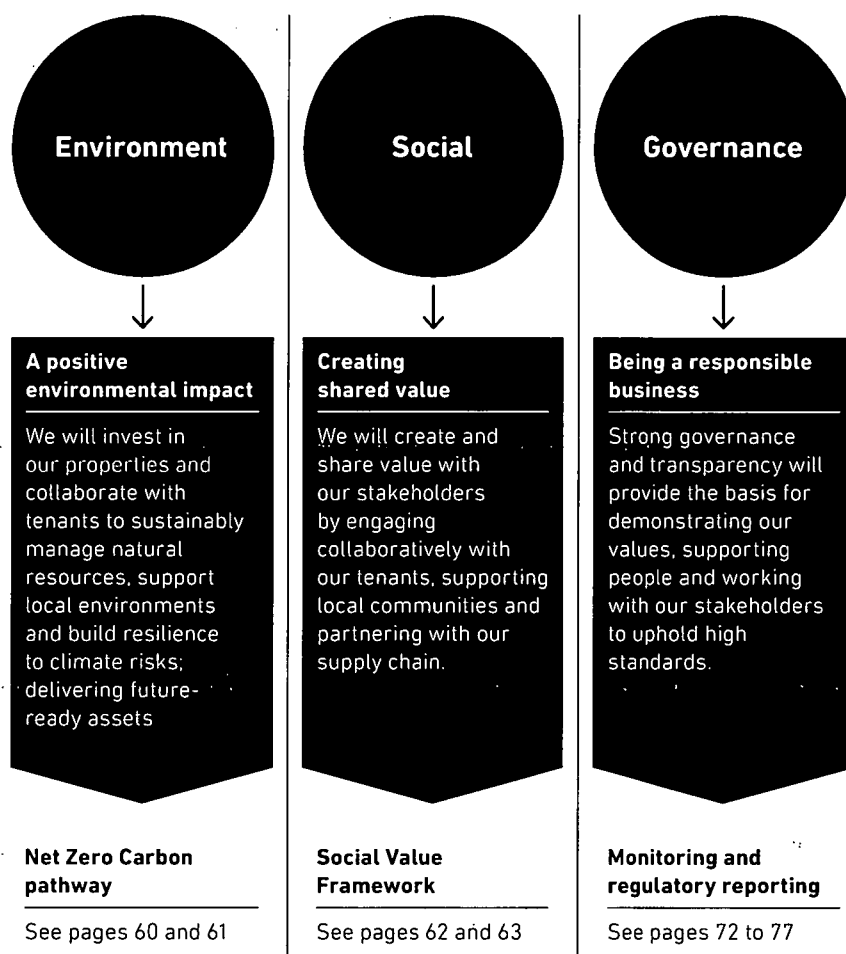 Environment
Social
Governance
A positive
environmental impact
We will invest in
our properties and
collaborate with
tenants to sustainably
manage natural
resources, support
local environments
and build resilience
to climate risks;
delivering future-
ready assets
Creating
shared value
We will create and
share value with
our stakeholders
by engaging
collaboratively with
our tenants, supporting
local communities and
partnering with our
supply chain.
Being a responsible
business
Strong governance
and transparency will
provide the basis for
demonstrating our
values, supporting
people and working
with our stakeholders
to uphold high
standards.
Net Zero Carbon
pathway
See pages 60 and 61
Social Value
Framework
See pages 62 and 63
Monitoring and
regulatory reporting
See pages 72 to 77